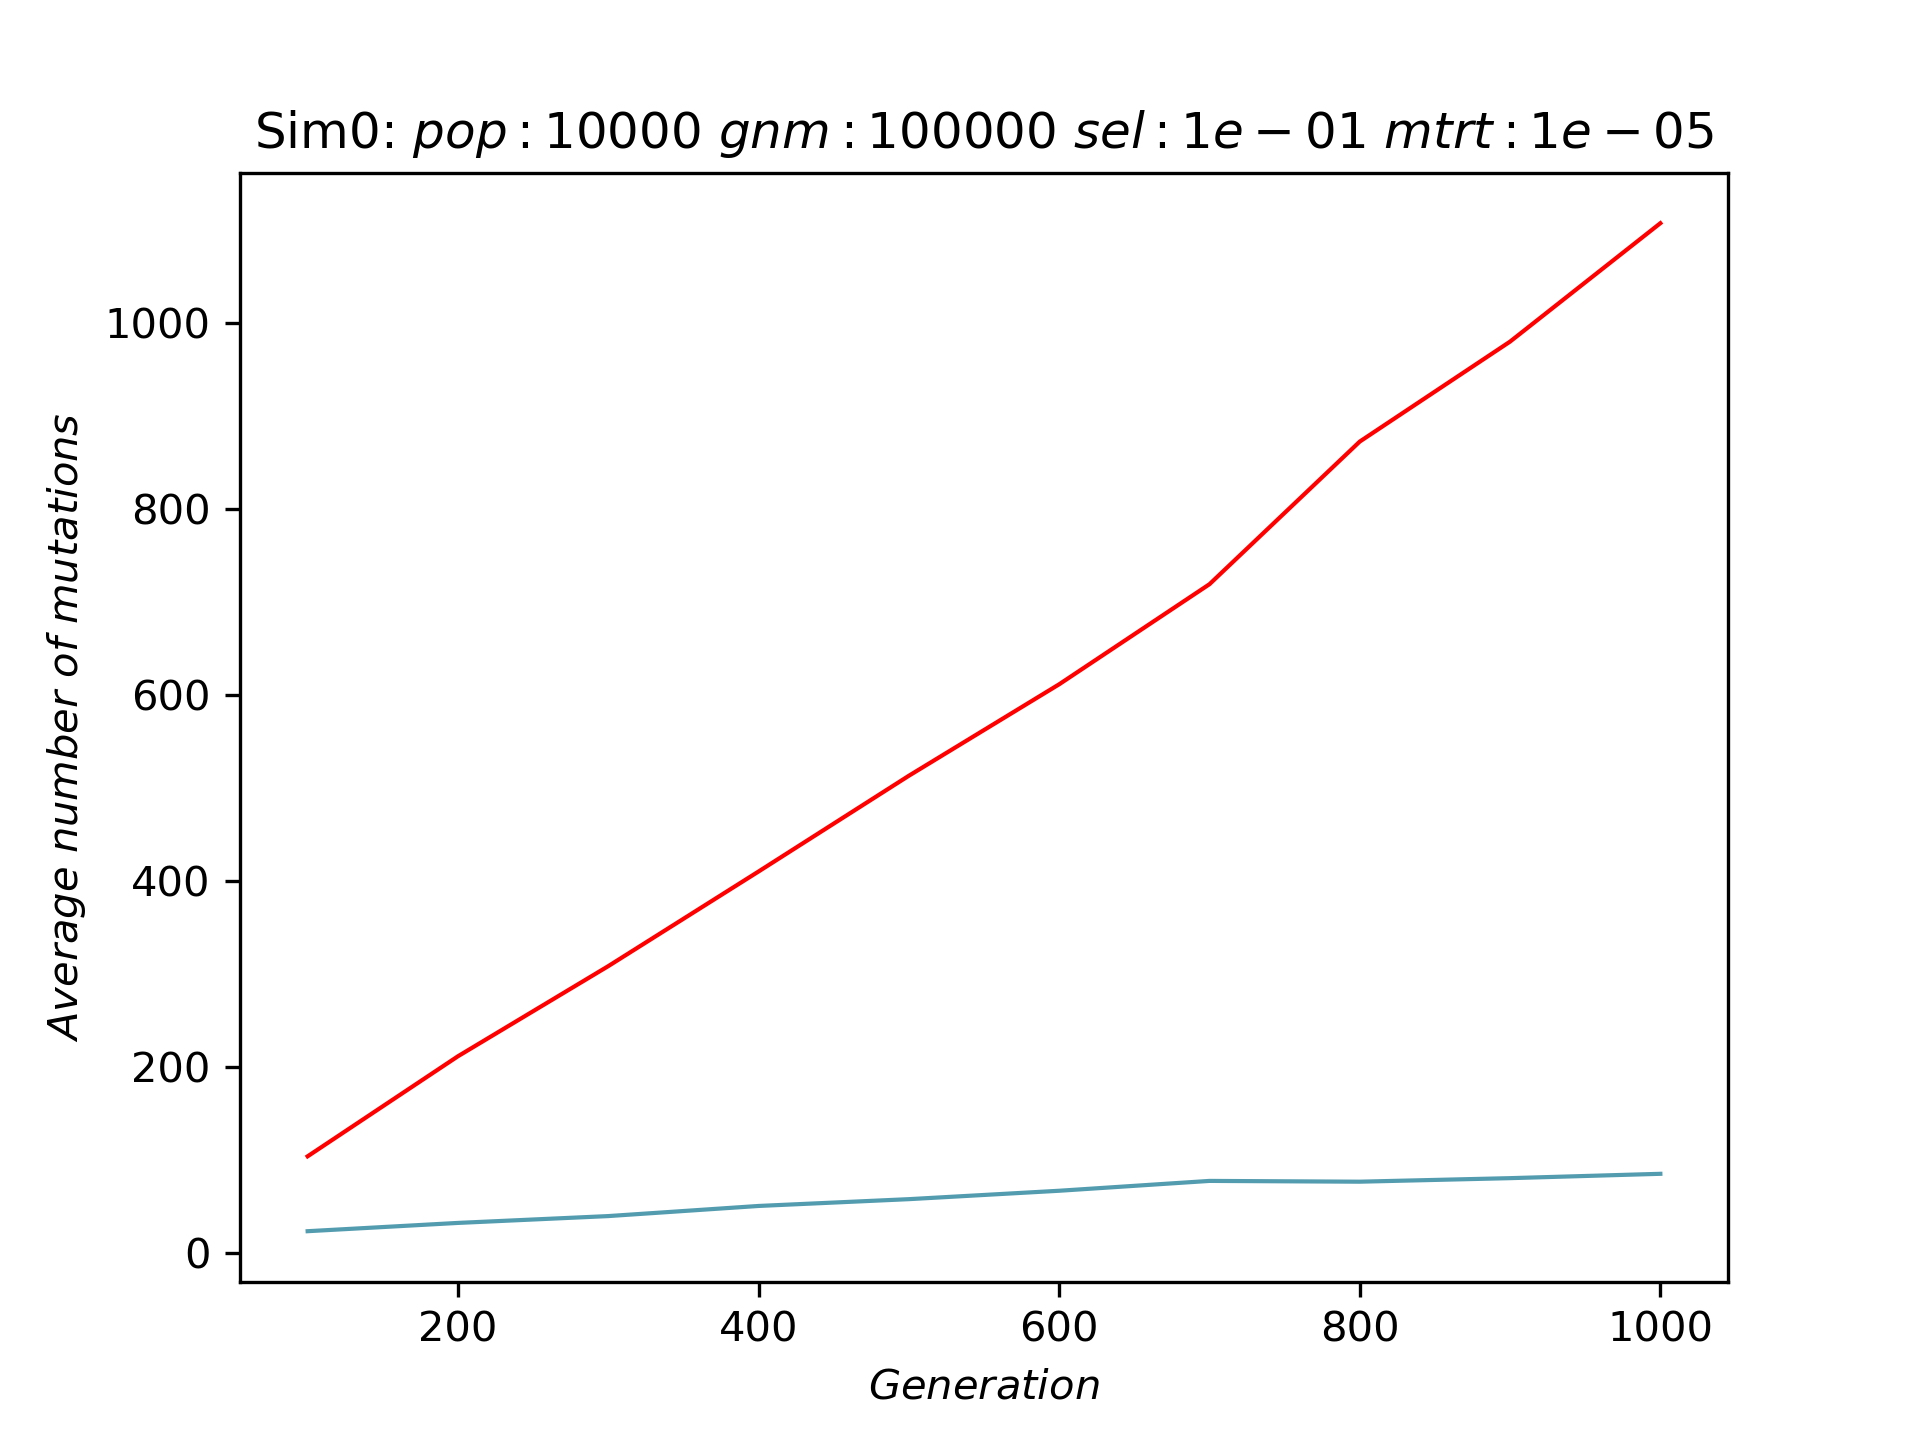 Sim0: pop : 10000 gnm : 100000 sel : 1e − 01 mtrt : 1e − 05
1000
800
600
400
200
0
Average number of mutations
200 400 600 800 1000
Generation